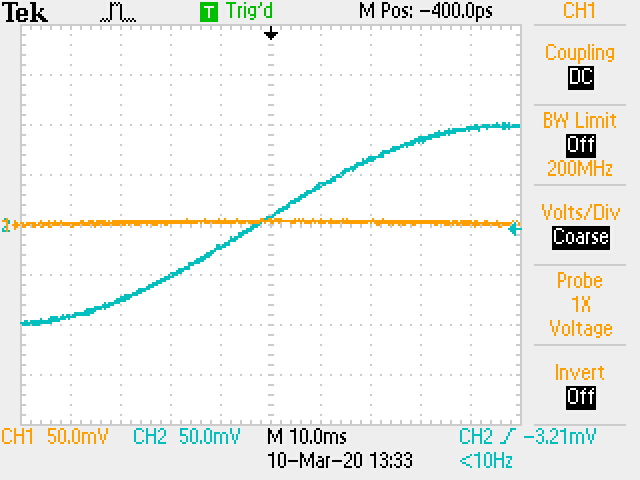 Tek T Trig'd M Pos: -400.0ps CH1
Coupling
DC
BW Limit
Off
200MHz
Volts/Div
Coarse
Probe
1X
Voltage
Invert
Off
CH1 50.0mV CH2 50.0mV M 10.0ms CH2 -3.21mV
10-Mar-20 13:33 <10Hz